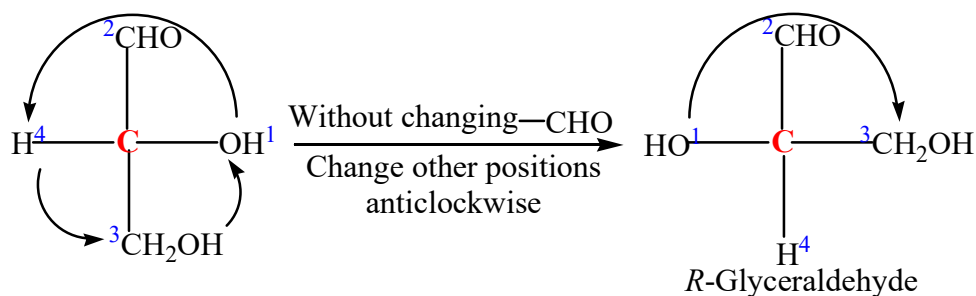 ²CHO
H⁴ C OH¹
³CH₂OH
Without changing—CHO
Change other positions
anticlockwise
²CHO
HO¹ C ³CH₂OH
H⁴
R-Glyceraldehyde